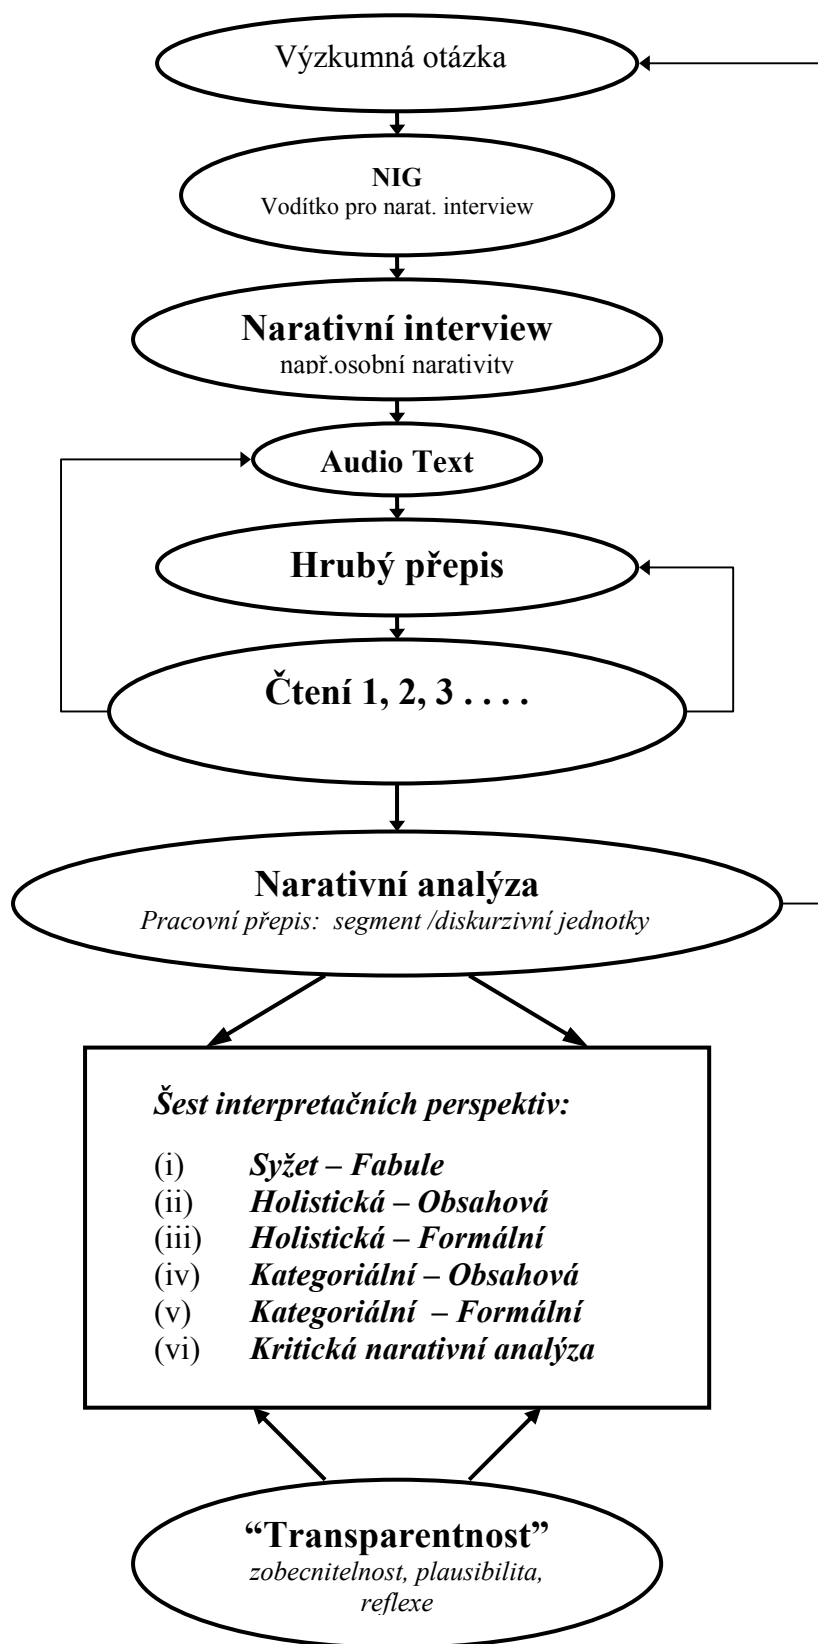 Výzkumná otázka
NIG
Vodítko pro narat. interview
Narativní interview
např.osobní narativity
Audio Text
Hrubý přepis
Čtení 1, 2, 3 . . . .
Narativní analýza
Pracovní přepis:  segment /diskurzivní jednotky
Šest interpretačních perspektiv:
(i) Syžet – Fabule
(ii) Holistická – Obsahová
(iii) Holistická – Formální
(iv) Kategoriální – Obsahová
(v) Kategoriální  – Formální
(vi) Kritická narativní analýza
“Transparentnost”
zobecnitelnost, plausibilita,
reflexe